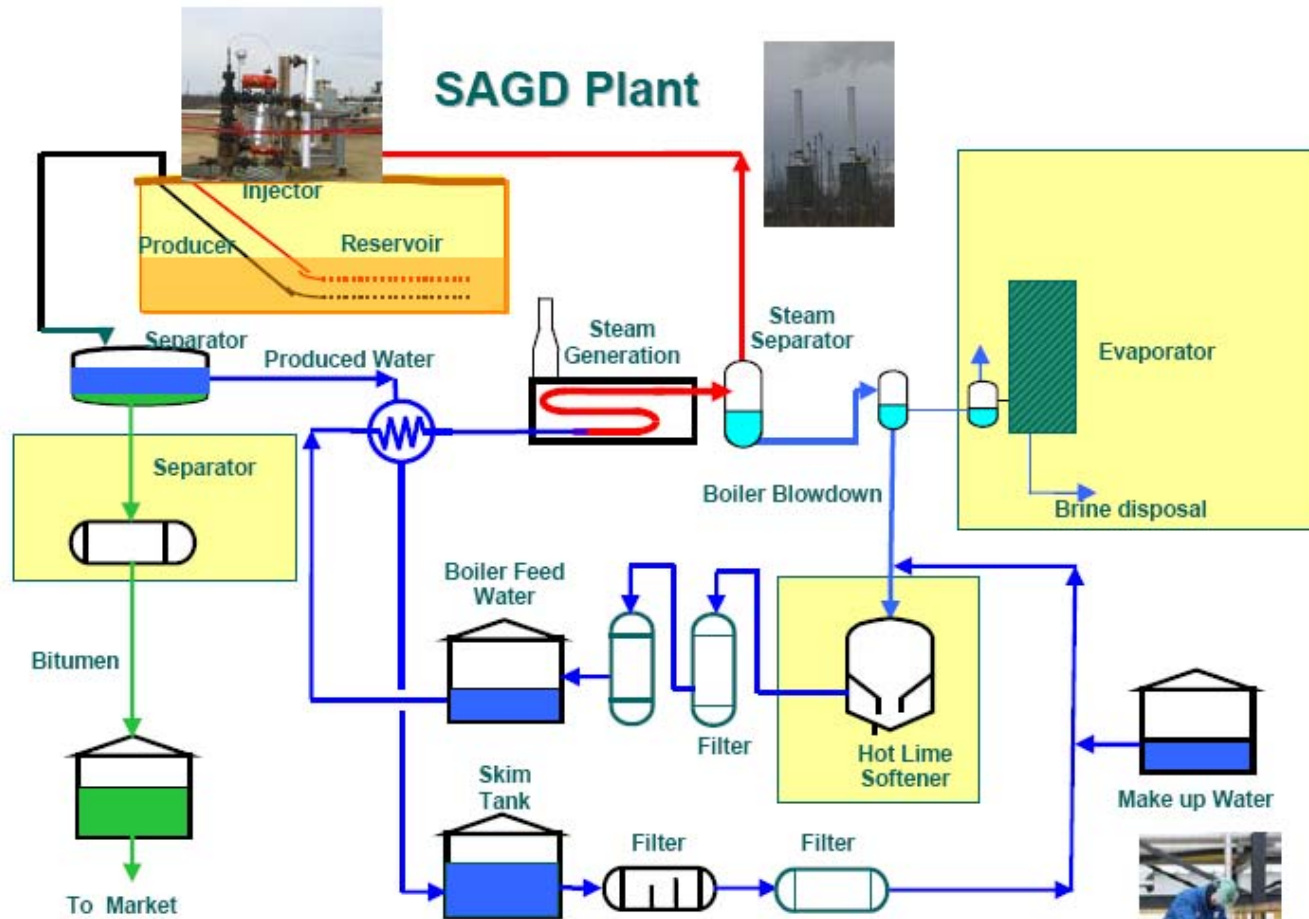 SAGD Plant
Injector
Producer
Reservoir
Separator
Produced Water
Steam
Generation
Steam
Separator
Evaporator
Separator
Boiler Blowdown
Brine disposal
Boiler Feed
Water
Bitumen
Filter
Hot Lime
Softener
Skim
Tank
Make up Water
Filter
Filter
To Market